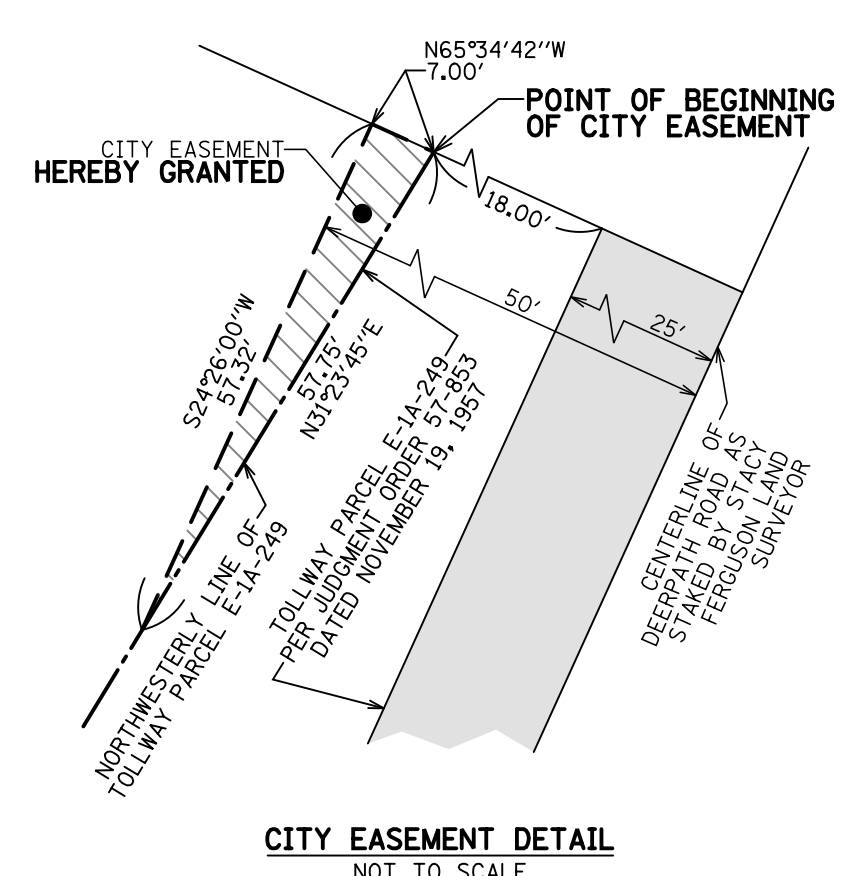 N65°34'42"W
7.00'
POINT OF BEGINNING
OF CITY EASEMENT
CITY EASEMENT
HEREBY GRANTED
18.00'
50'
25'
S24°26'00"W
57.32'
57.75'
N31°23'45"E
TOLLWAY PARCEL E-1A-249
PER JUDGMENT ORDER 57-853
DATED NOVEMBER 19, 1957
NORTHWESTERLY LINE OF
TOLLWAY PARCEL E-1A-249
CENTERLINE OF
DEERPATH ROAD AS
STAKED BY STACY
FERGUSON LAND
SURVEYOR
CITY EASEMENT DETAIL
NOT TO SCALE